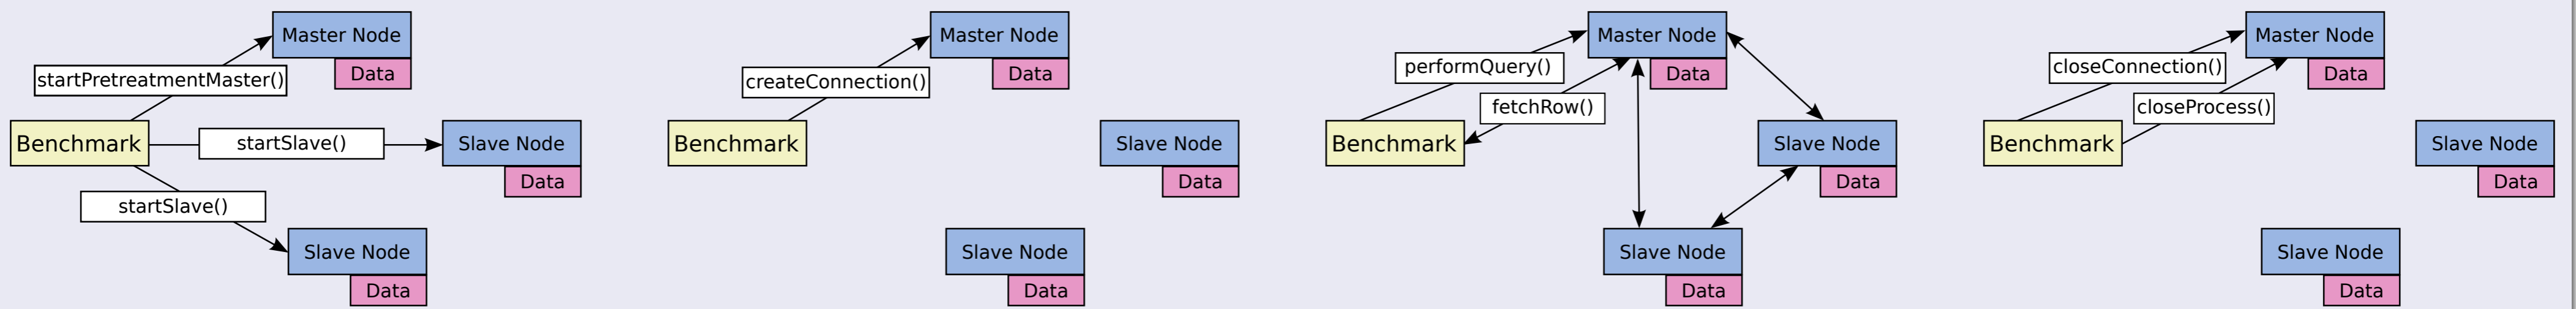 Master Node
Data
startPretreatmentMaster()
Benchmark
startSlave()
Slave Node
Data
startSlave()
Slave Node
Data
Master Node
Data
createConnection()
Benchmark
Slave Node
Data
Slave Node
Data
Master Node
Data
performQuery()
fetchRow()
Benchmark
Slave Node
Data
Slave Node
Data
Master Node
Data
closeConnection()
closeProcess()
Benchmark
Slave Node
Data
Slave Node
Data